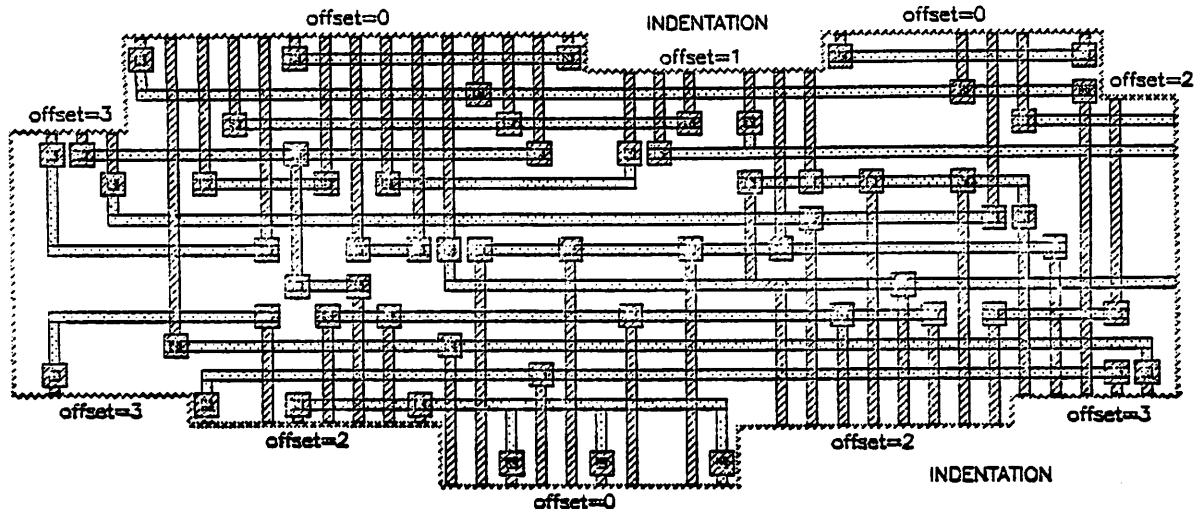 offset=0
INDENTATION
offset=0
offset=1
offset=2
offset=3
offset=3
offset=2
offset=0
offset=2
offset=3
INDENTATION